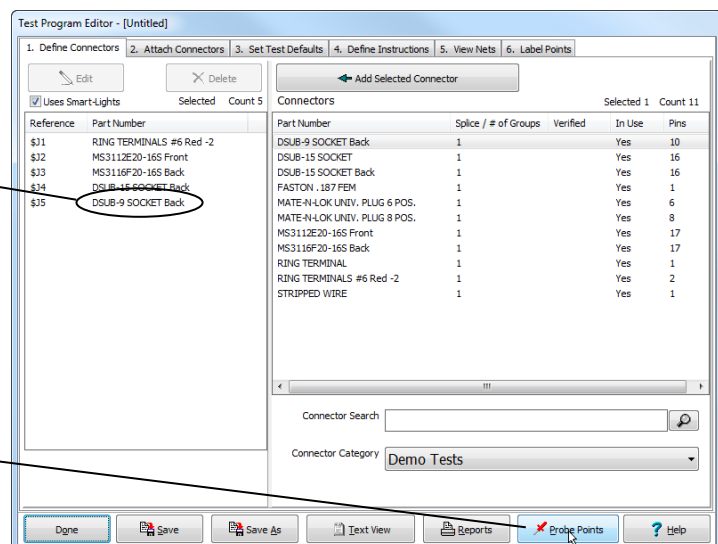 Test Program Editor - [Untitled]
1. Define Connectors 2. Attach Connectors 3. Set Test Defaults 4. Define Instructions 5. View Nets 6. Label Points
Edit Delete Add Selected Connector
Uses Smart-Lights Selected Count 5 Connectors Selected 1 Count 11
Reference Part Number
$J1 RING TERMINALS #6 Red -2
$J2 MS3112E20-16S Front
$J3 MS3116F20-16S Back
$J4 DSUB-15 SOCKET Back
$J5 DSUB-9 SOCKET Back
Part Number Splice / # of Groups Verified In Use Pins
DSUB-9 SOCKET Back 1 Yes 10
DSUB-15 SOCKET 1 Yes 16
DSUB-15 SOCKET Back 1 Yes 16
FASTON .187 FEM 1 Yes 1
MATE-N-LOK UNIV. PLUG 6 POS. 1 Yes 6
MATE-N-LOK UNIV. PLUG 8 POS. 1 Yes 8
MS3112E20-16S Front 1 Yes 17
MS3116F20-16S Back 1 Yes 17
RING TERMINAL 1 Yes 1
RING TERMINALS #6 Red -2 1 Yes 2
STRIPPED WIRE 1 Yes 1
Connector Search
Connector Category Demo Tests
Done Save Save As Text View Reports Probe Points Help